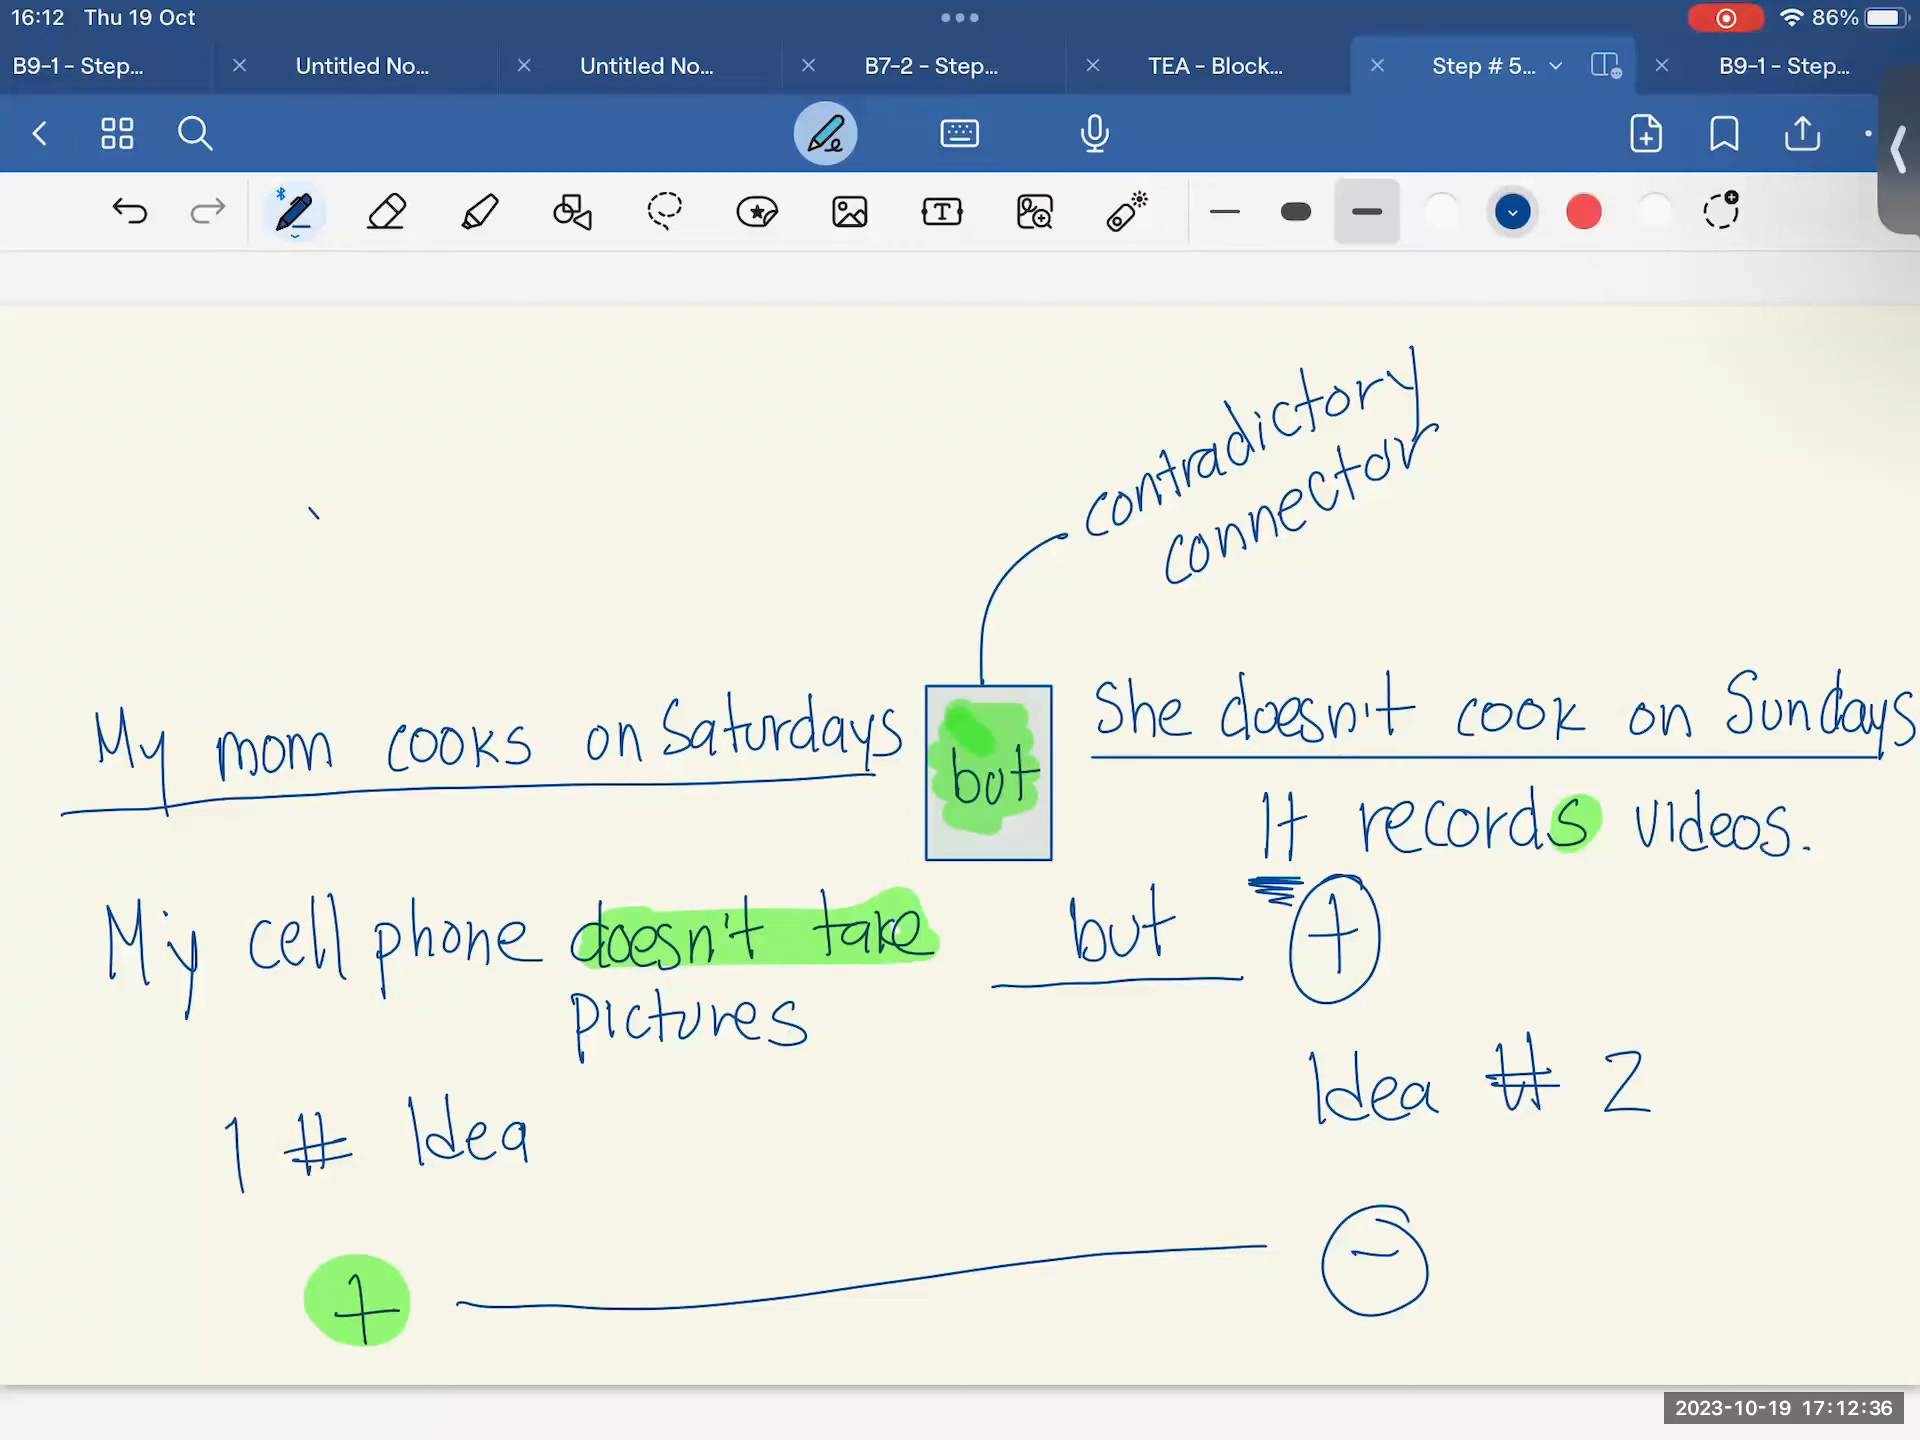 16:12 Thu 19 Oct
86%
B9-1 - Step...
Untitled No...
Untitled No...
B7-2 - Step...
TEA - Block...
Step # 5...
B9-1 - Step...
contradictory
connector
My mom cooks on Saturdays but She doesn't cook on Sundays
It records videos.
My cell phone doesn't take but +
pictures
Idea # 2
1 # Idea
+ −
2023-10-19 17:12:36